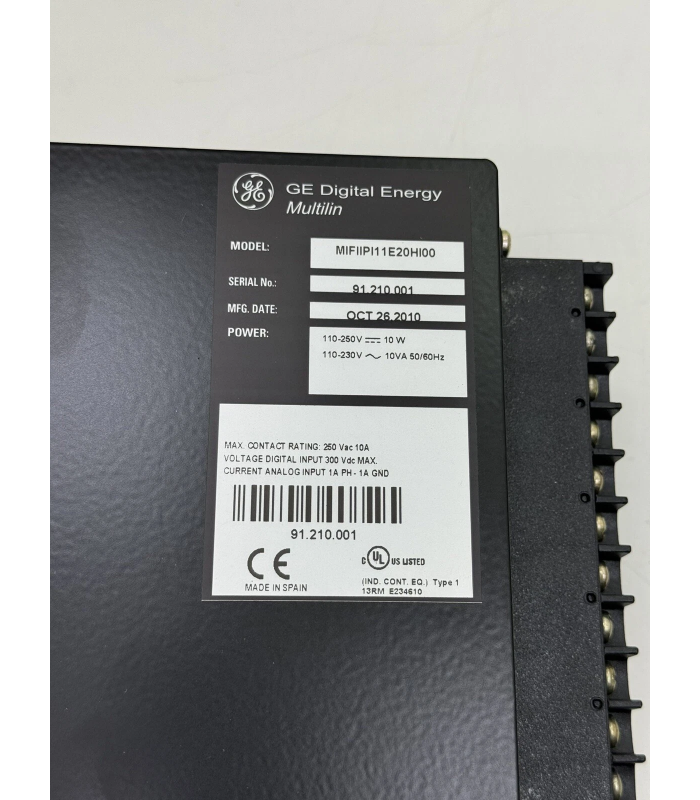 GE GE Digital Energy
Multilin
MODEL: MIFIIPI11E20HI00
SERIAL No.: 91.210.001
MFG. DATE: OCT 26,2010
POWER: 110-250V ⎓ 10 W
110-230V ~ 10VA 50/60Hz
MAX. CONTACT RATING: 250 Vac 10A
VOLTAGE DIGITAL INPUT 300 Vdc MAX.
CURRENT ANALOG INPUT 1A PH - 1A GND
91.210.001
CE
C UL US LISTED
MADE IN SPAIN
(IND. CONT. EQ.) Type 1
13RM E234610